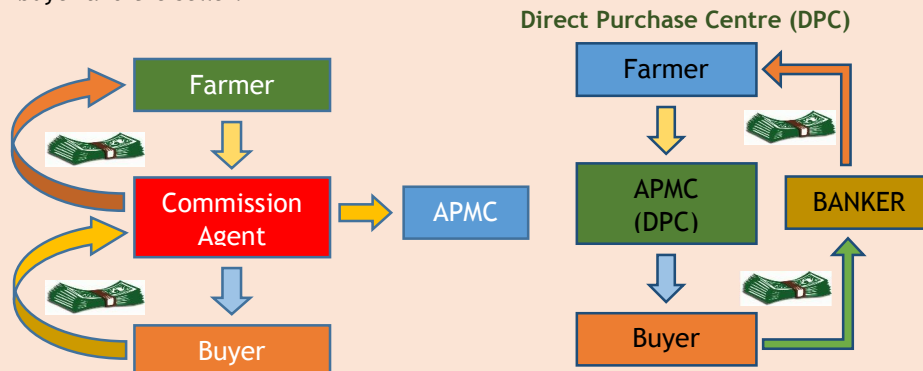 Direct Purchase Centre (DPC)
Farmer
Commission
Agent
APMC
Buyer
Farmer
APMC
(DPC)
BANKER
Buyer